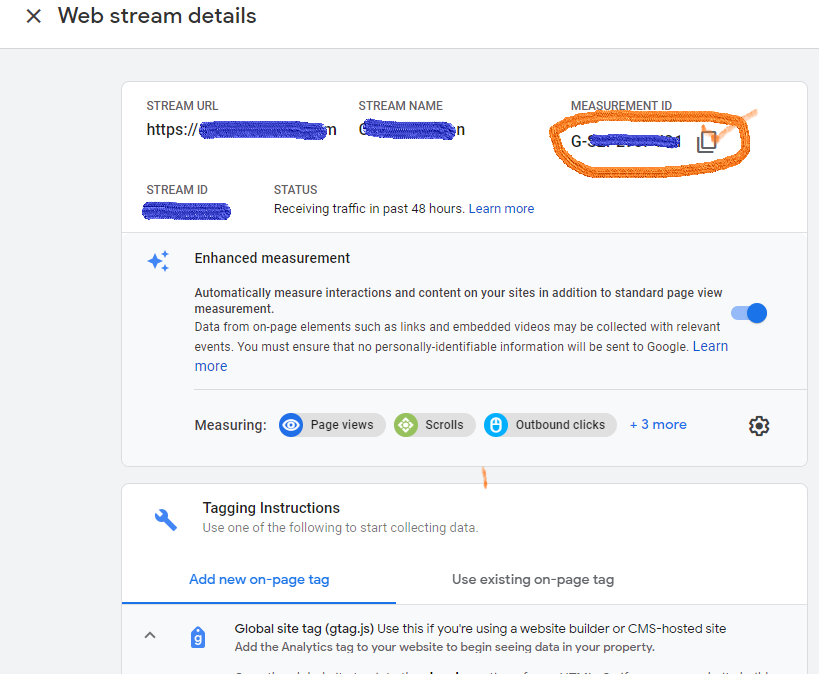 Web stream details
STREAM URL
STREAM NAME
MEASUREMENT ID
https://
m
n
G-
STREAM ID
STATUS
Receiving traffic in past 48 hours. Learn more
Enhanced measurement
Automatically measure interactions and content on your sites in addition to standard page view
measurement.
Data from on-page elements such as links and embedded videos may be collected with relevant
events. You must ensure that no personally-identifiable information will be sent to Google. Learn
more
Measuring:
Page views
Scrolls
Outbound clicks
+ 3 more
Tagging Instructions
Use one of the following to start collecting data.
Add new on-page tag
Use existing on-page tag
g
Global site tag (gtag.js) Use this if you're using a website builder or CMS-hosted site
Add the Analytics tag to your website to begin seeing data in your property.